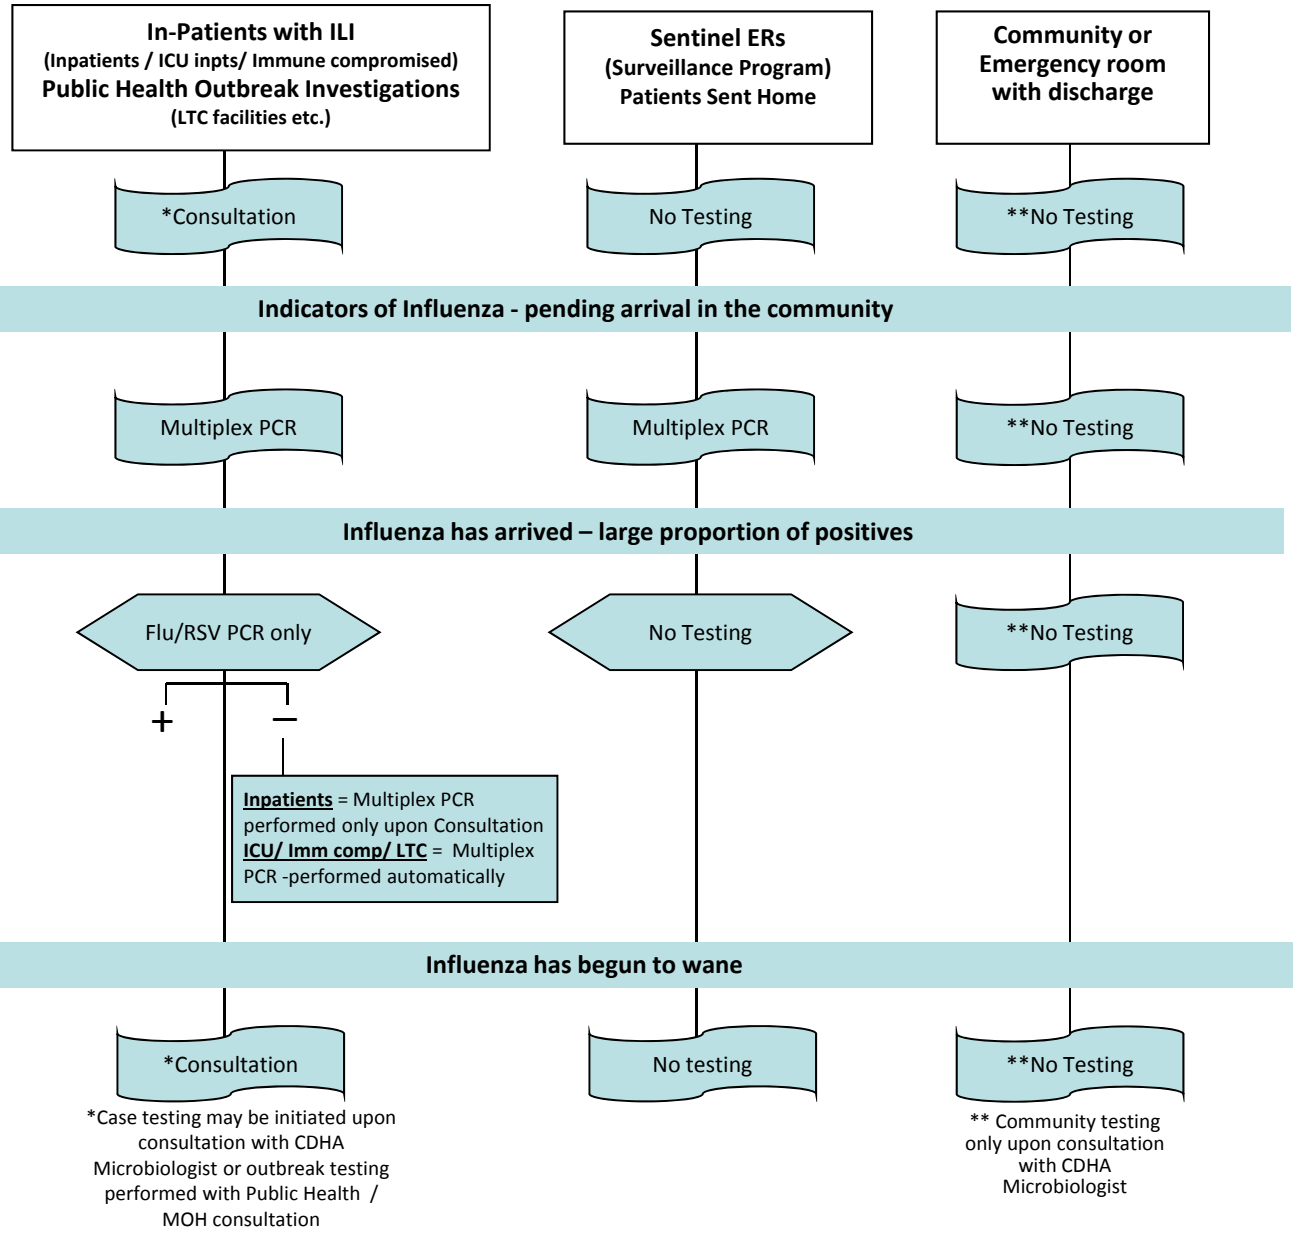 In-Patients with ILI
(Inpatients / ICU inpts/ Immune compromised)
Public Health Outbreak Investigations
(LTC facilities etc.)
Sentinel ERs
(Surveillance Program)
Patients Sent Home
Community or
Emergency room
with discharge
*Consultation
No Testing
**No Testing
Indicators of Influenza - pending arrival in the community
Multiplex PCR
Multiplex PCR
**No Testing
Influenza has arrived – large proportion of positives
Flu/RSV PCR only
No Testing
**No Testing
+
–
Inpatients = Multiplex PCR
performed only upon Consultation
ICU/ Imm comp/ LTC = Multiplex
PCR -performed automatically
Influenza has begun to wane
*Consultation
No testing
**No Testing
*Case testing may be initiated upon
consultation with CDHA
Microbiologist or outbreak testing
performed with Public Health /
MOH consultation
** Community testing
only upon consultation
with CDHA
Microbiologist